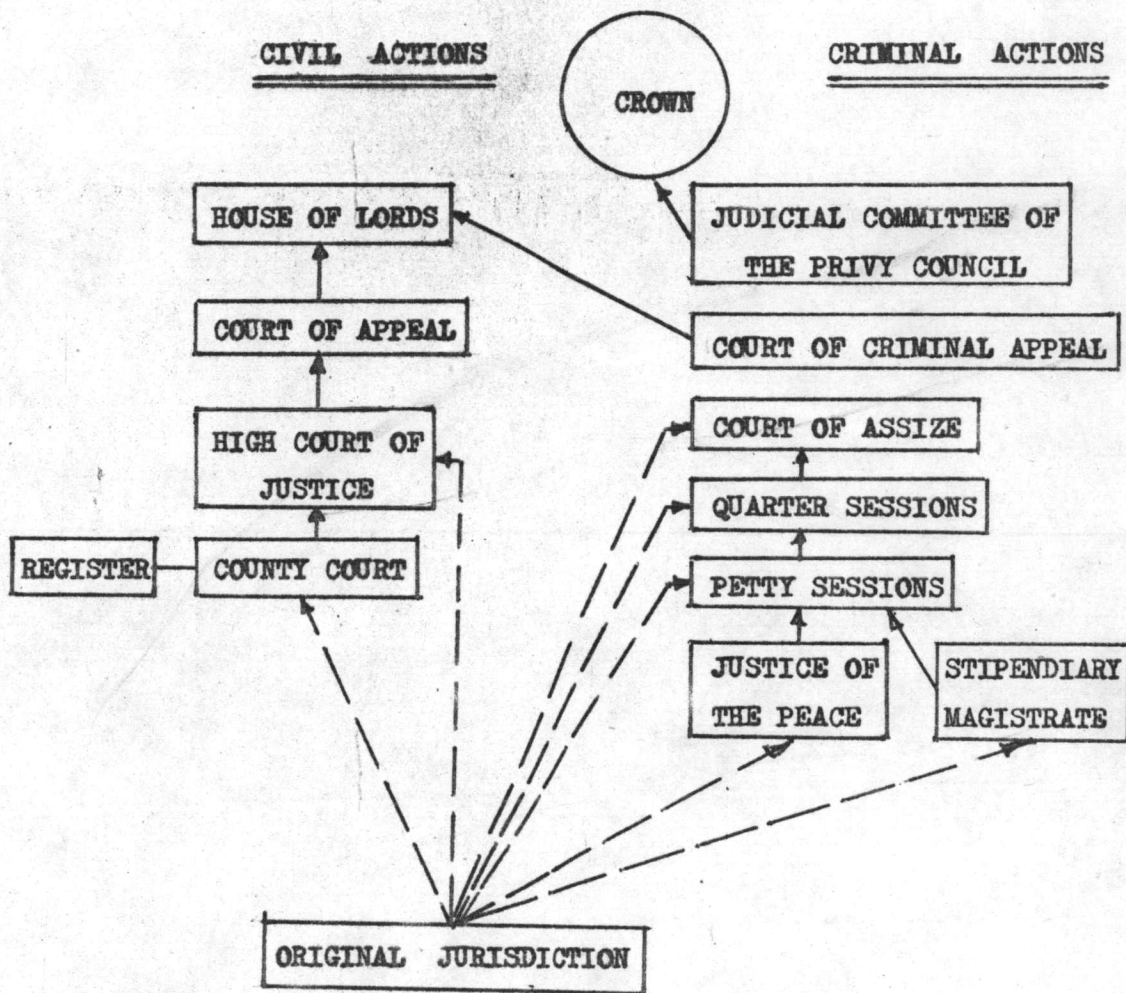 CIVIL ACTIONS
CROWN
CRIMINAL ACTIONS
HOUSE OF LORDS
JUDICIAL COMMITTEE OF
THE PRIVY COUNCIL
COURT OF APPEAL
COURT OF CRIMINAL APPEAL
HIGH COURT OF
JUSTICE
COURT OF ASSIZE
QUARTER SESSIONS
REGISTER
COUNTY COURT
PETTY SESSIONS
JUSTICE OF
THE PEACE
STIPENDIARY
MAGISTRATE
ORIGINAL JURISDICTION